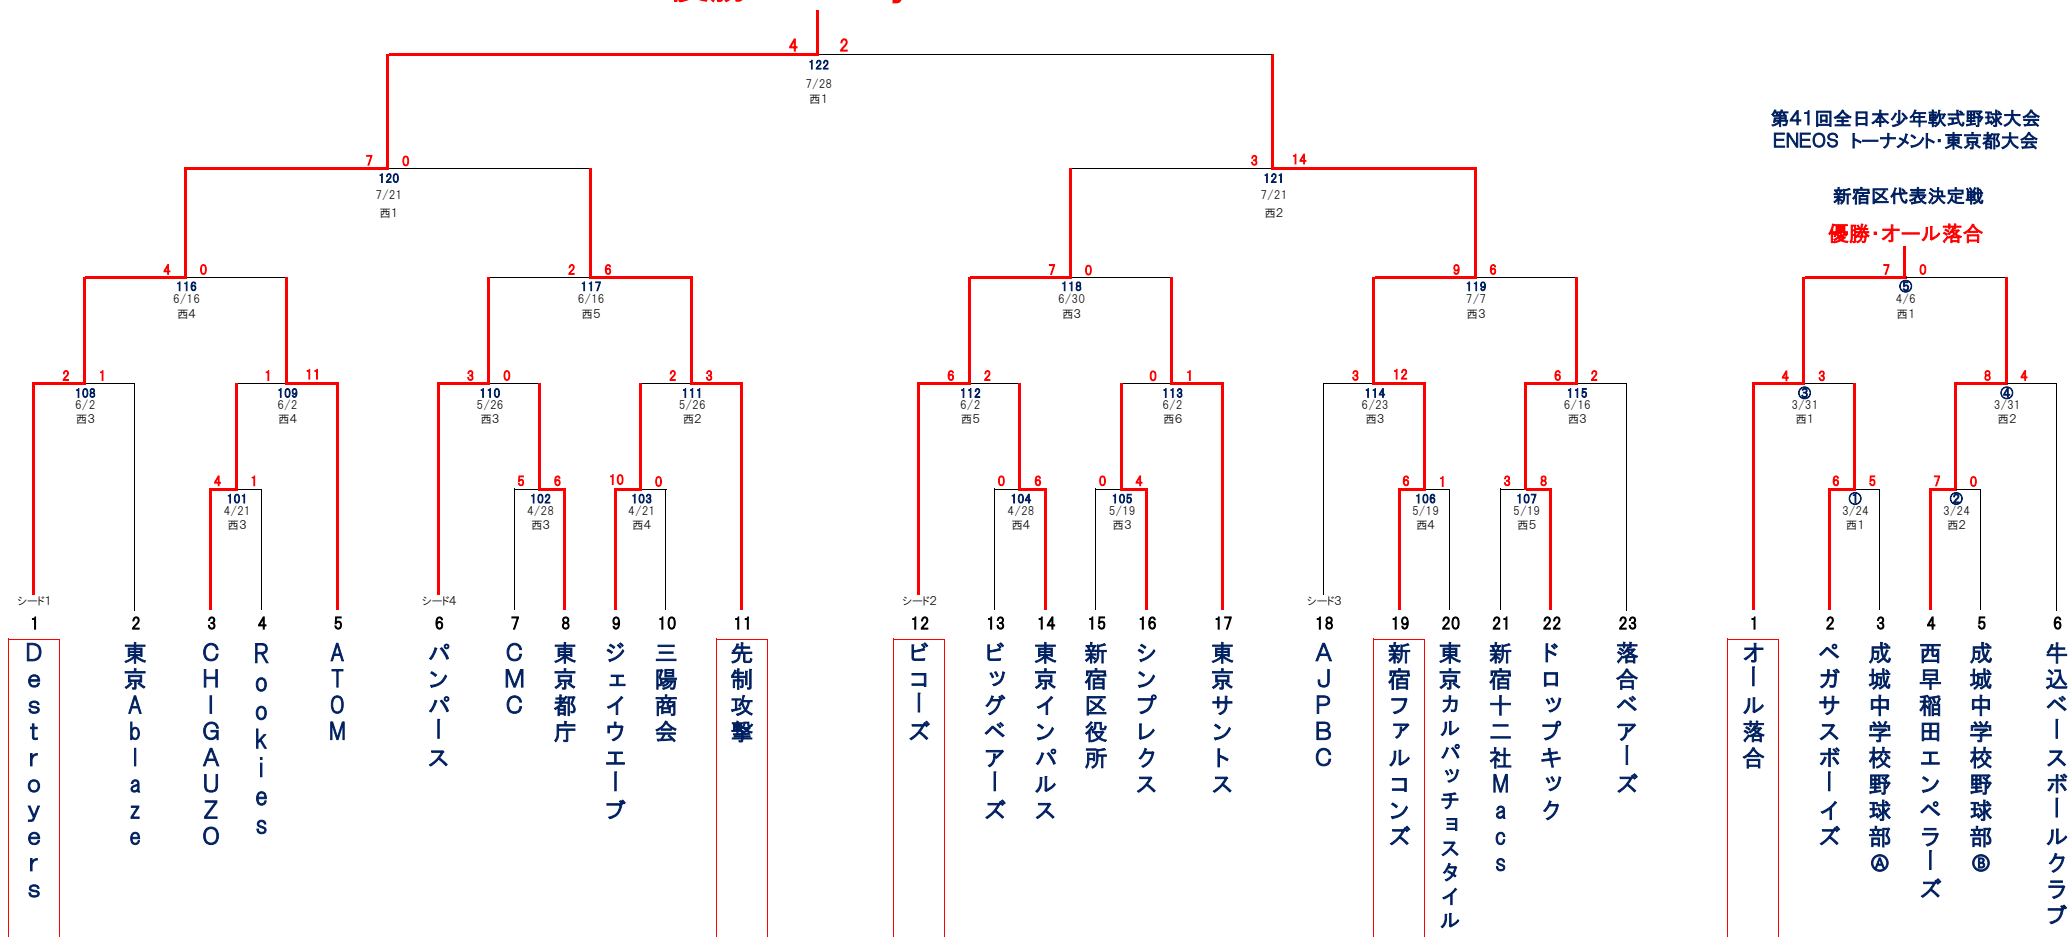 4 2
122
7/28
西1
第41回全日本少年軟式野球大会
ENEOS トーナメント・東京都大会
7 0
120
7/21
西1
3 14
121
7/21
西2
新宿区代表決定戦
優勝・オール落合
4 0
116
6/16
西4
2 6
117
6/16
西5
7 0
118
6/30
西3
9 6
119
7/7
西3
7 0
⑤
4/6
西1
2 1
108
6/2
西3
1 11
109
6/2
西4
3 0
110
5/26
西3
2 3
111
5/26
西2
6 2
112
6/2
西5
0 1
113
6/2
西6
3 12
114
6/23
西3
6 2
115
6/16
西3
4 3
③
3/31
西1
8 4
④
3/31
西2
4 1
101
4/21
西3
5 6
102
4/28
西3
10 0
103
4/21
西4
0 6
104
4/28
西4
0 4
105
5/19
西3
6 1
106
5/19
西4
3 8
107
5/19
西5
6 5
①
3/24
西1
7 0
②
3/24
西2
シード1
シード4
シード2
シード3
1
Destroyers
2
東京Ablaze
3
CHIGAUZO
4
Rookies
5
ATOM
6
パンパース
7
CMC
8
東京都庁
9
ジェイウエーブ
10
三陽商会
11
先制攻撃
12
ビコーズ
13
ビッグベアーズ
14
東京インパルス
15
新宿区役所
16
シンプレクス
17
東京サントス
18
AJPBC
19
新宿ファルコンズ
20
東京カルパッチョスタイル
21
新宿十二社Macs
22
ドロップキック
23
落合ベアーズ
1
オール落合
2
ペガサスボーイズ
3
成城中学校野球部Ⓐ
4
西早稲田エンペラーズ
5
成城中学校野球部Ⓑ
6
牛込ベースボールクラブ